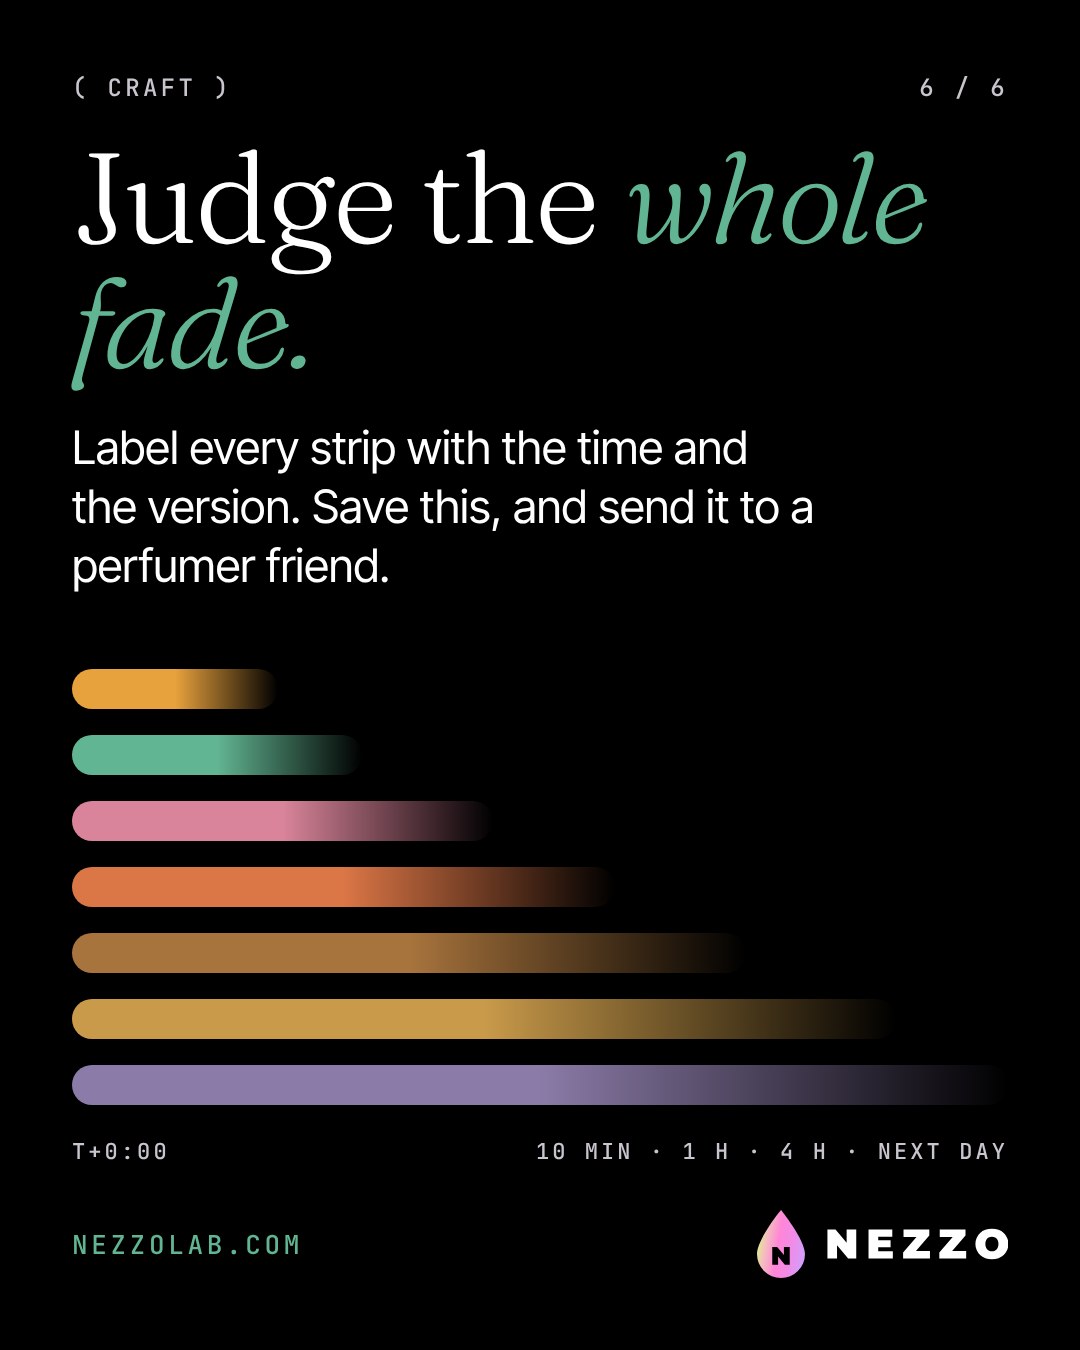 ( CRAFT )
6 / 6
Judge the whole
fade.
Label every strip with the time and
the version. Save this, and send it to a
perfumer friend.
T+0:00
10 MIN · 1 H · 4 H · NEXT DAY
NEZZOLAB.COM
N
NEZZO